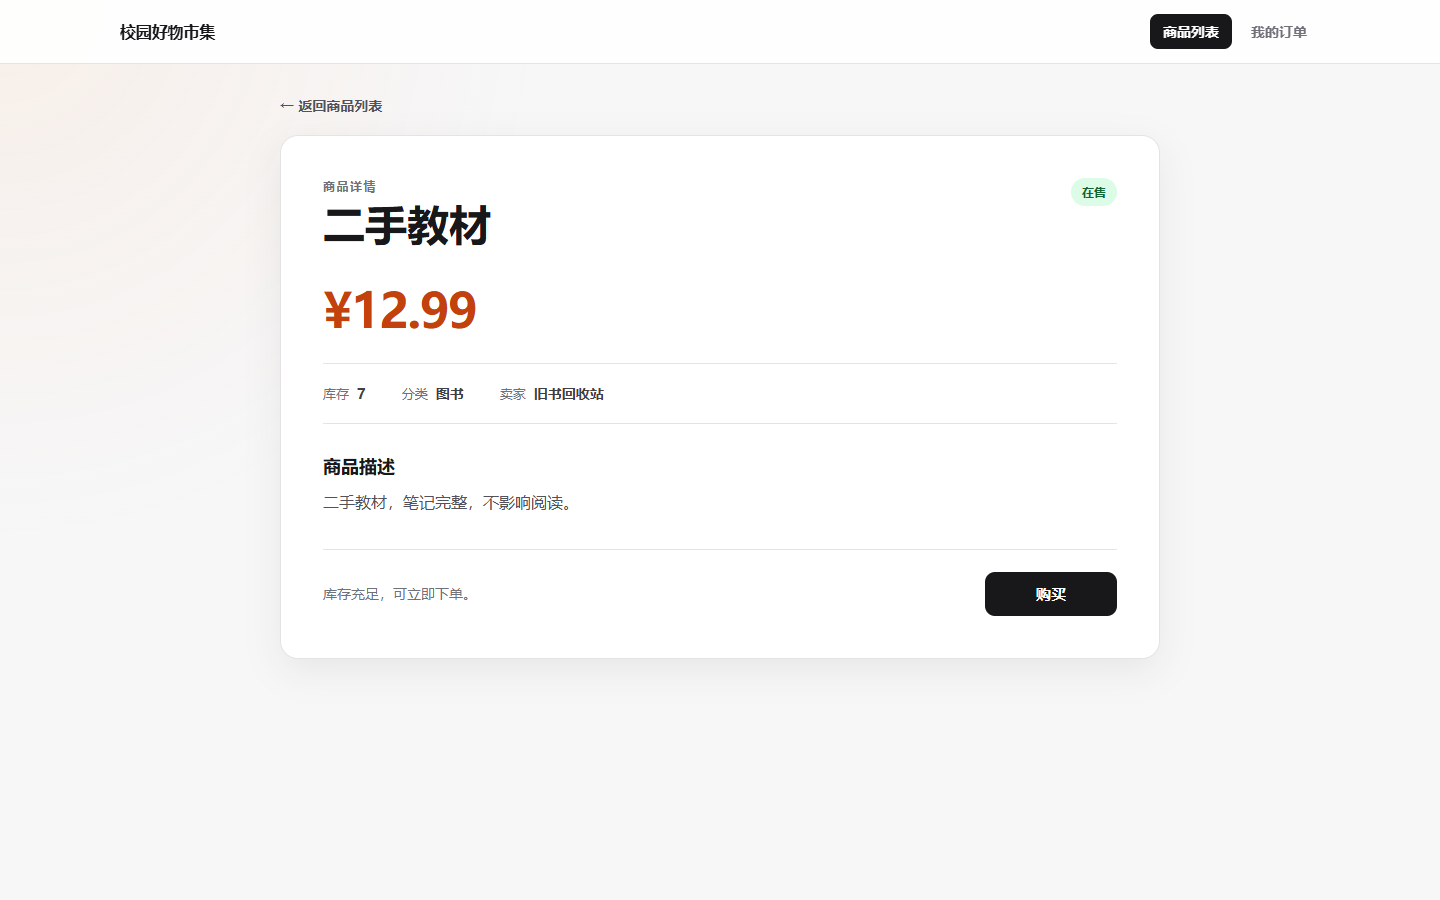 校园好物市集
商品列表
我的订单
← 返回商品列表
商品详情
在售
二手教材
¥12.99
库存 7 分类 图书 卖家 旧书回收站
商品描述
二手教材，笔记完整，不影响阅读。
库存充足，可立即下单。
购买